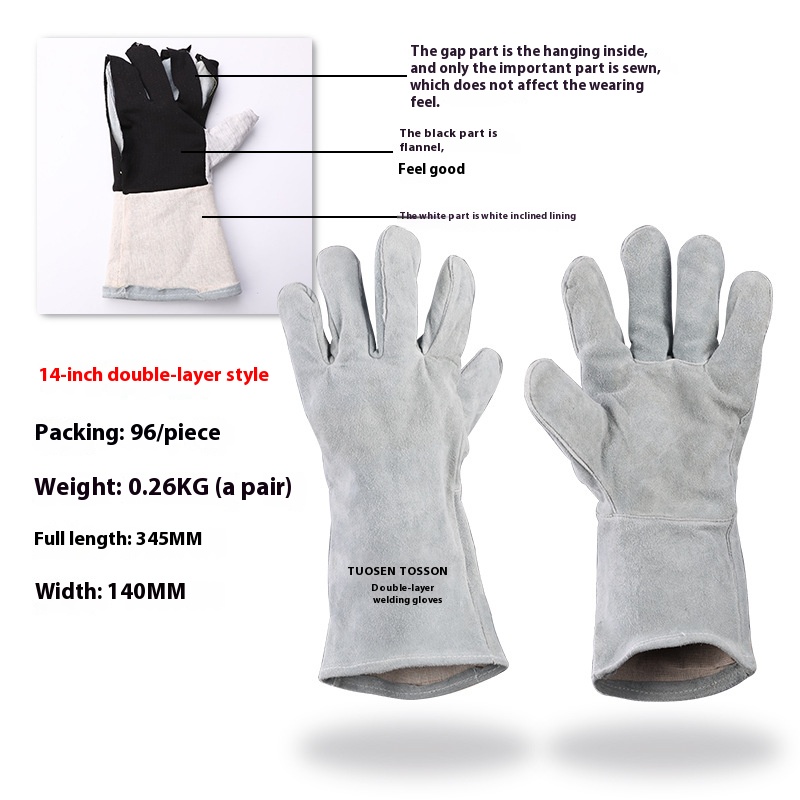 The gap part is the hanging inside,
and only the important part is sewn,
which does not affect the wearing
feel.
The black part is
flannel,
Feel good
The white part is white inclined lining
14-inch double-layer style
Packing: 96/piece
Weight: 0.26KG (a pair)
Full length: 345MM
Width: 140MM
TUOSEN TOSSON
Double-layer
welding gloves